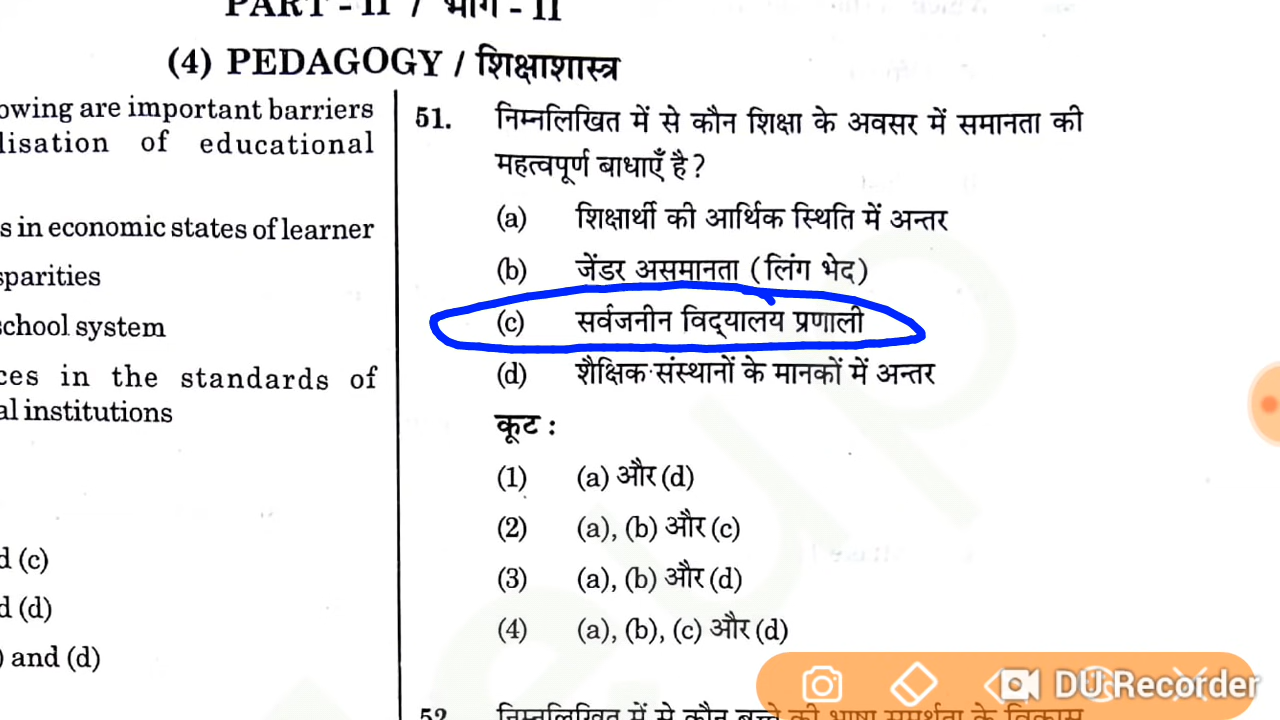 PART - II / भाग - II
(4) PEDAGOGY / शिक्षाशास्त्र
owing are important barriers
lisation of educational
s in economic states of learner
sparities
school system
ces in the standards of
al institutions
d (c)
d (d)
) and (d)
51. निम्नलिखित में से कौन शिक्षा के अवसर में समानता की
महत्वपूर्ण बाधाएँ है ?
(a) शिक्षार्थी की आर्थिक स्थिति में अन्तर
(b) जेंडर असमानता (लिंग भेद)
(c) सर्वजनीन विद्यालय प्रणाली
(d) शैक्षिक संस्थानों के मानकों में अन्तर
कूट :
(1) (a) और (d)
(2) (a), (b) और (c)
(3) (a), (b) और (d)
(4) (a), (b), (c) और (d)
52. निम्नलिखित में से कौन बच्चे की भाषा समर्थता के विकास
DU Recorder